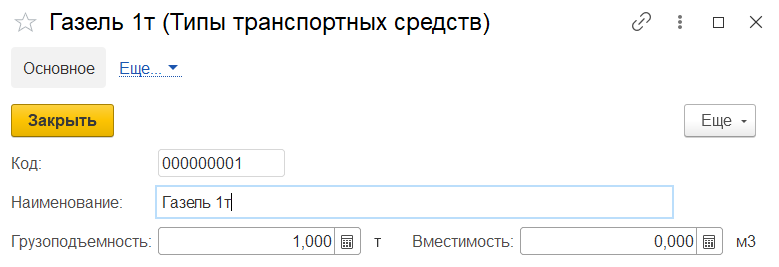 Газель 1т (Типы транспортных средств)
Основное Еще...
Закрыть Еще
Код: 000000001
Наименование: Газель 1т
Грузоподъемность: 1,000 т Вместимость: 0,000 м3